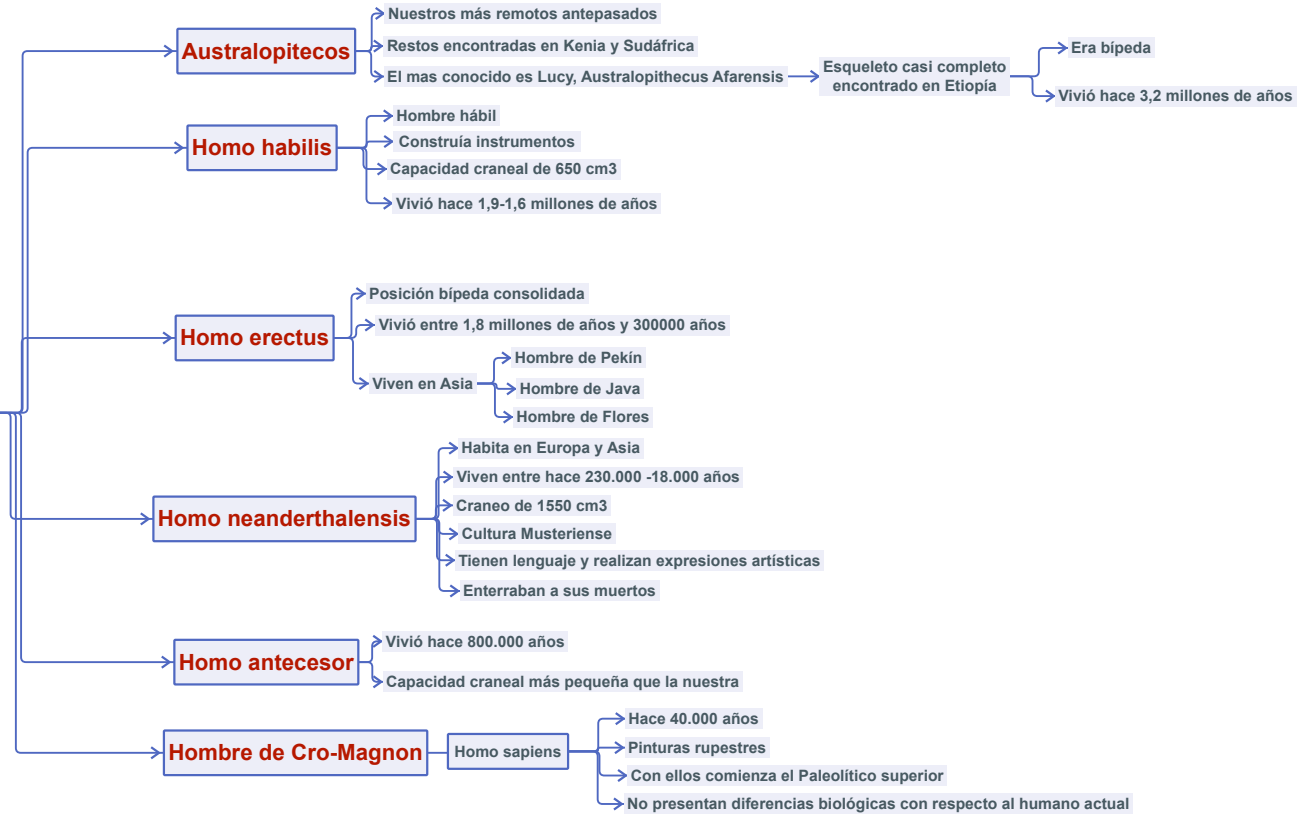 Australopitecos
Nuestros más remotos antepasados
Restos encontradas en Kenia y Sudáfrica
El mas conocido es Lucy, Australopithecus Afarensis
Esqueleto casi completo
encontrado en Etiopía
Era bípeda
Vivió hace 3,2 millones de años
Homo habilis
Hombre hábil
Construía instrumentos
Capacidad craneal de 650 cm3
Vivió hace 1,9-1,6 millones de años
Homo erectus
Posición bípeda consolidada
Vivió entre 1,8 millones de años y 300000 años
Viven en Asia
Hombre de Pekín
Hombre de Java
Hombre de Flores
Homo neanderthalensis
Habita en Europa y Asia
Viven entre hace 230.000 -18.000 años
Craneo de 1550 cm3
Cultura Musteriense
Tienen lenguaje y realizan expresiones artísticas
Enterraban a sus muertos
Homo antecesor
Vivió hace 800.000 años
Capacidad craneal más pequeña que la nuestra
Hombre de Cro-Magnon
Homo sapiens
Hace 40.000 años
Pinturas rupestres
Con ellos comienza el Paleolítico superior
No presentan diferencias biológicas con respecto al humano actual